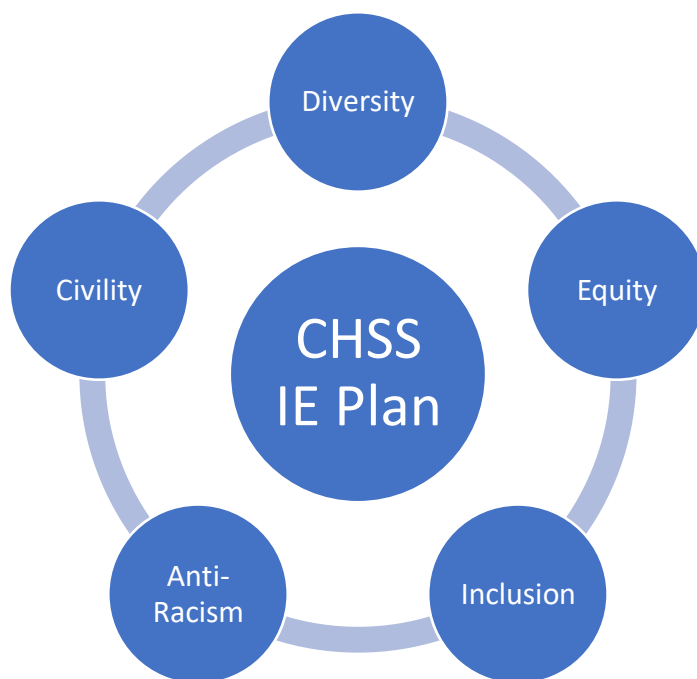 Diversity
Civility
Equity
CHSS
IE Plan
Anti-
Racism
Inclusion